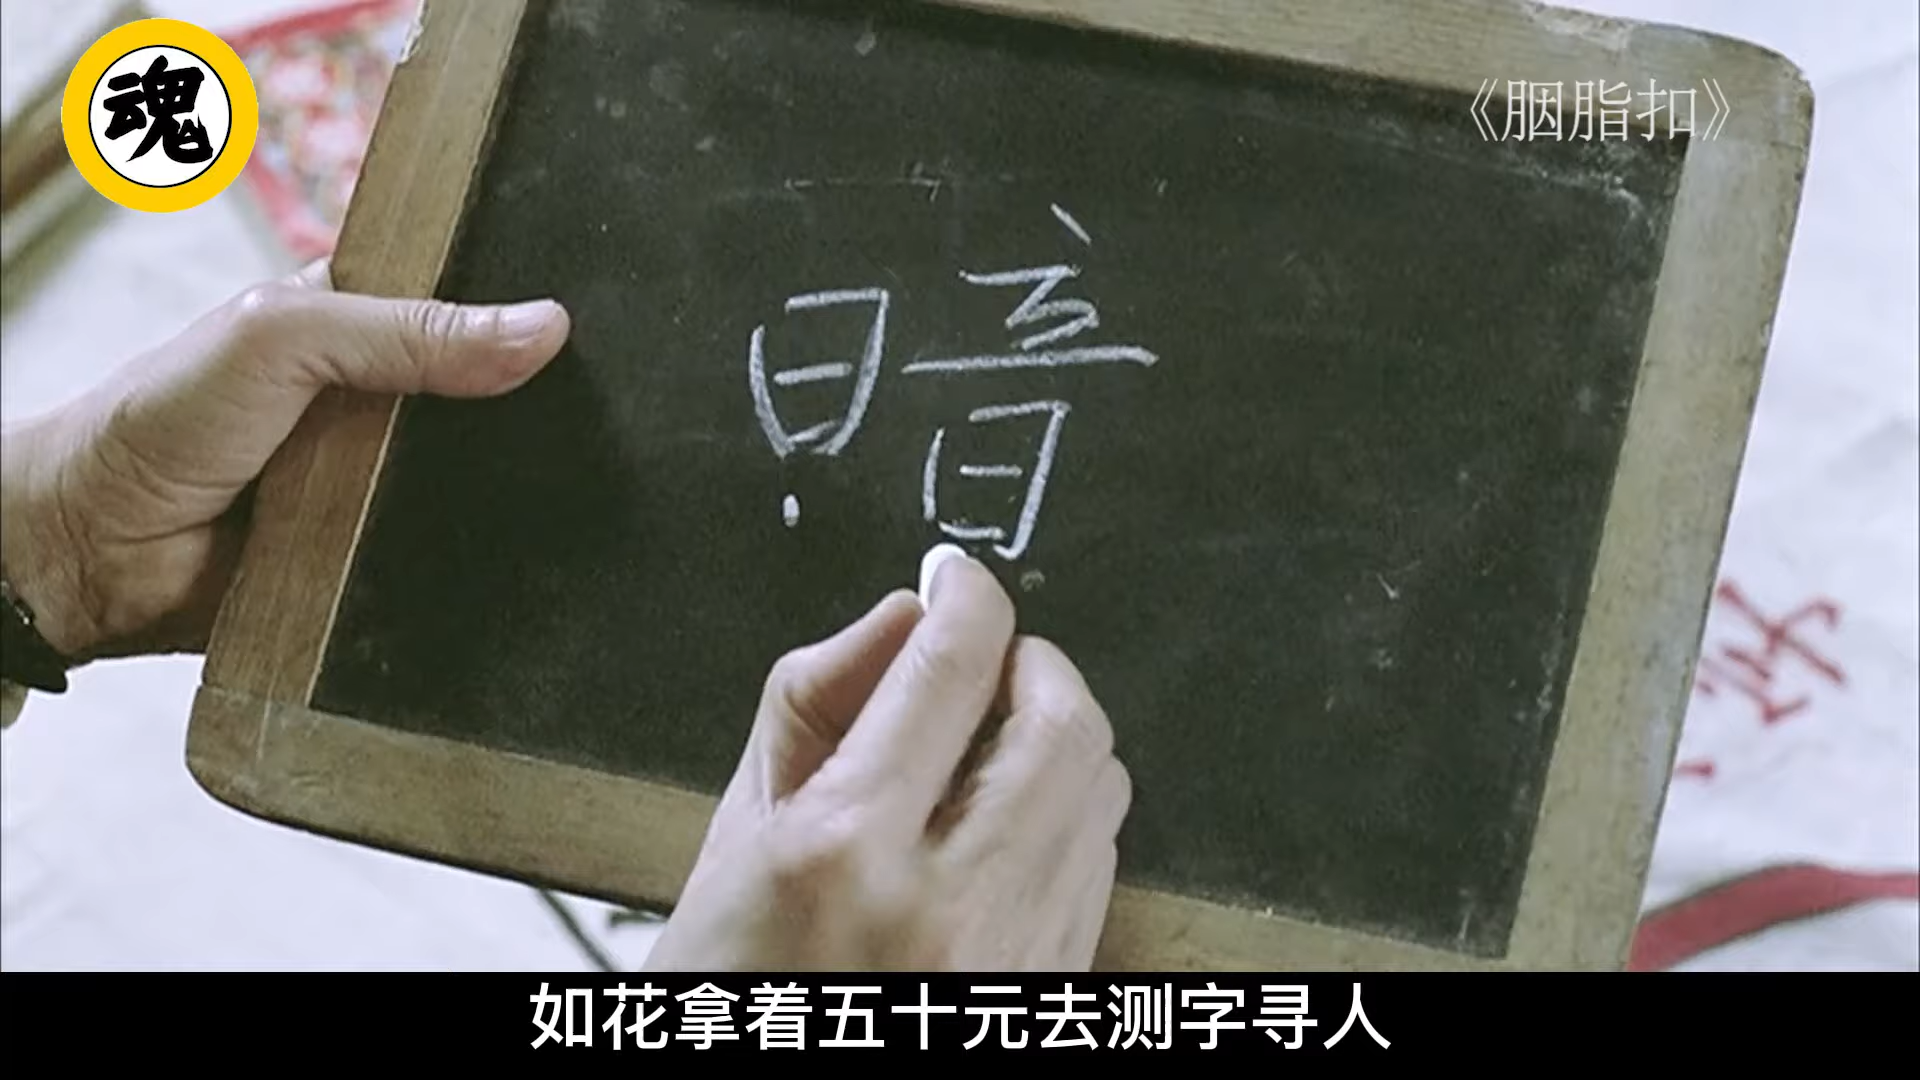 魂
《胭脂扣》
暗
如花拿着五十元去测字寻人